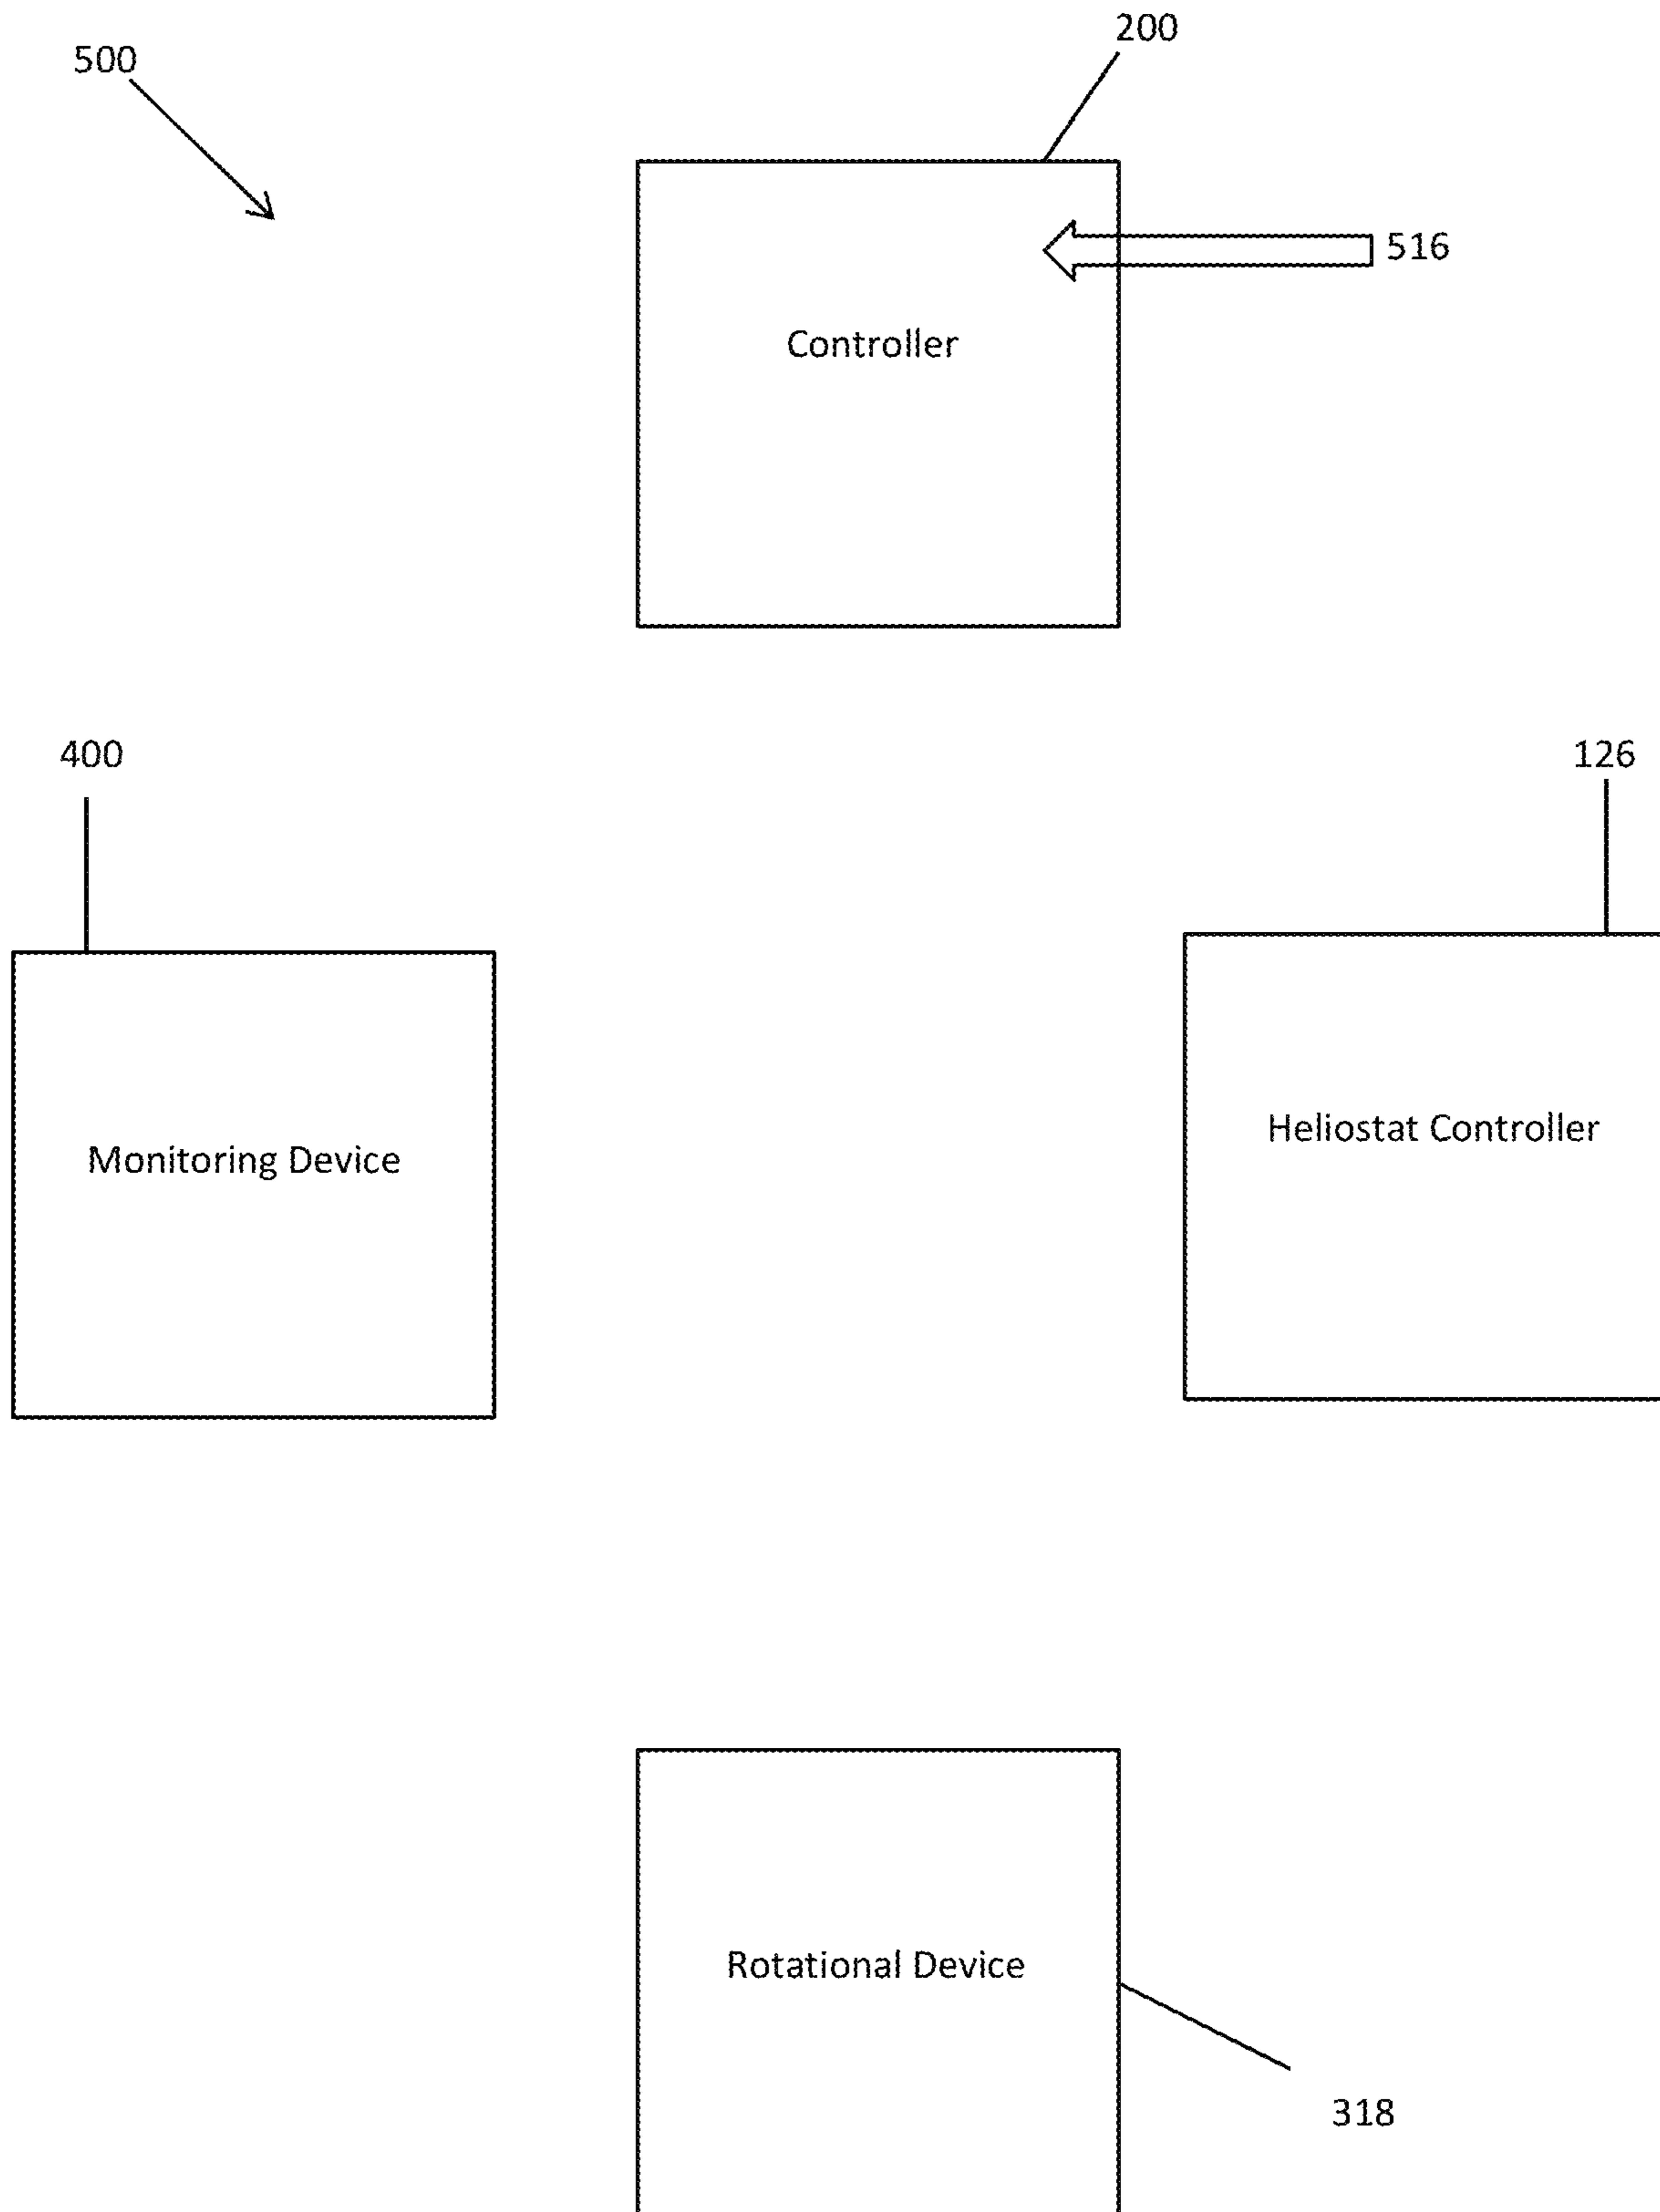 200
500
516
Controller
400
126
Heliostat Controller
Monitoring Device
Rotational Device
318